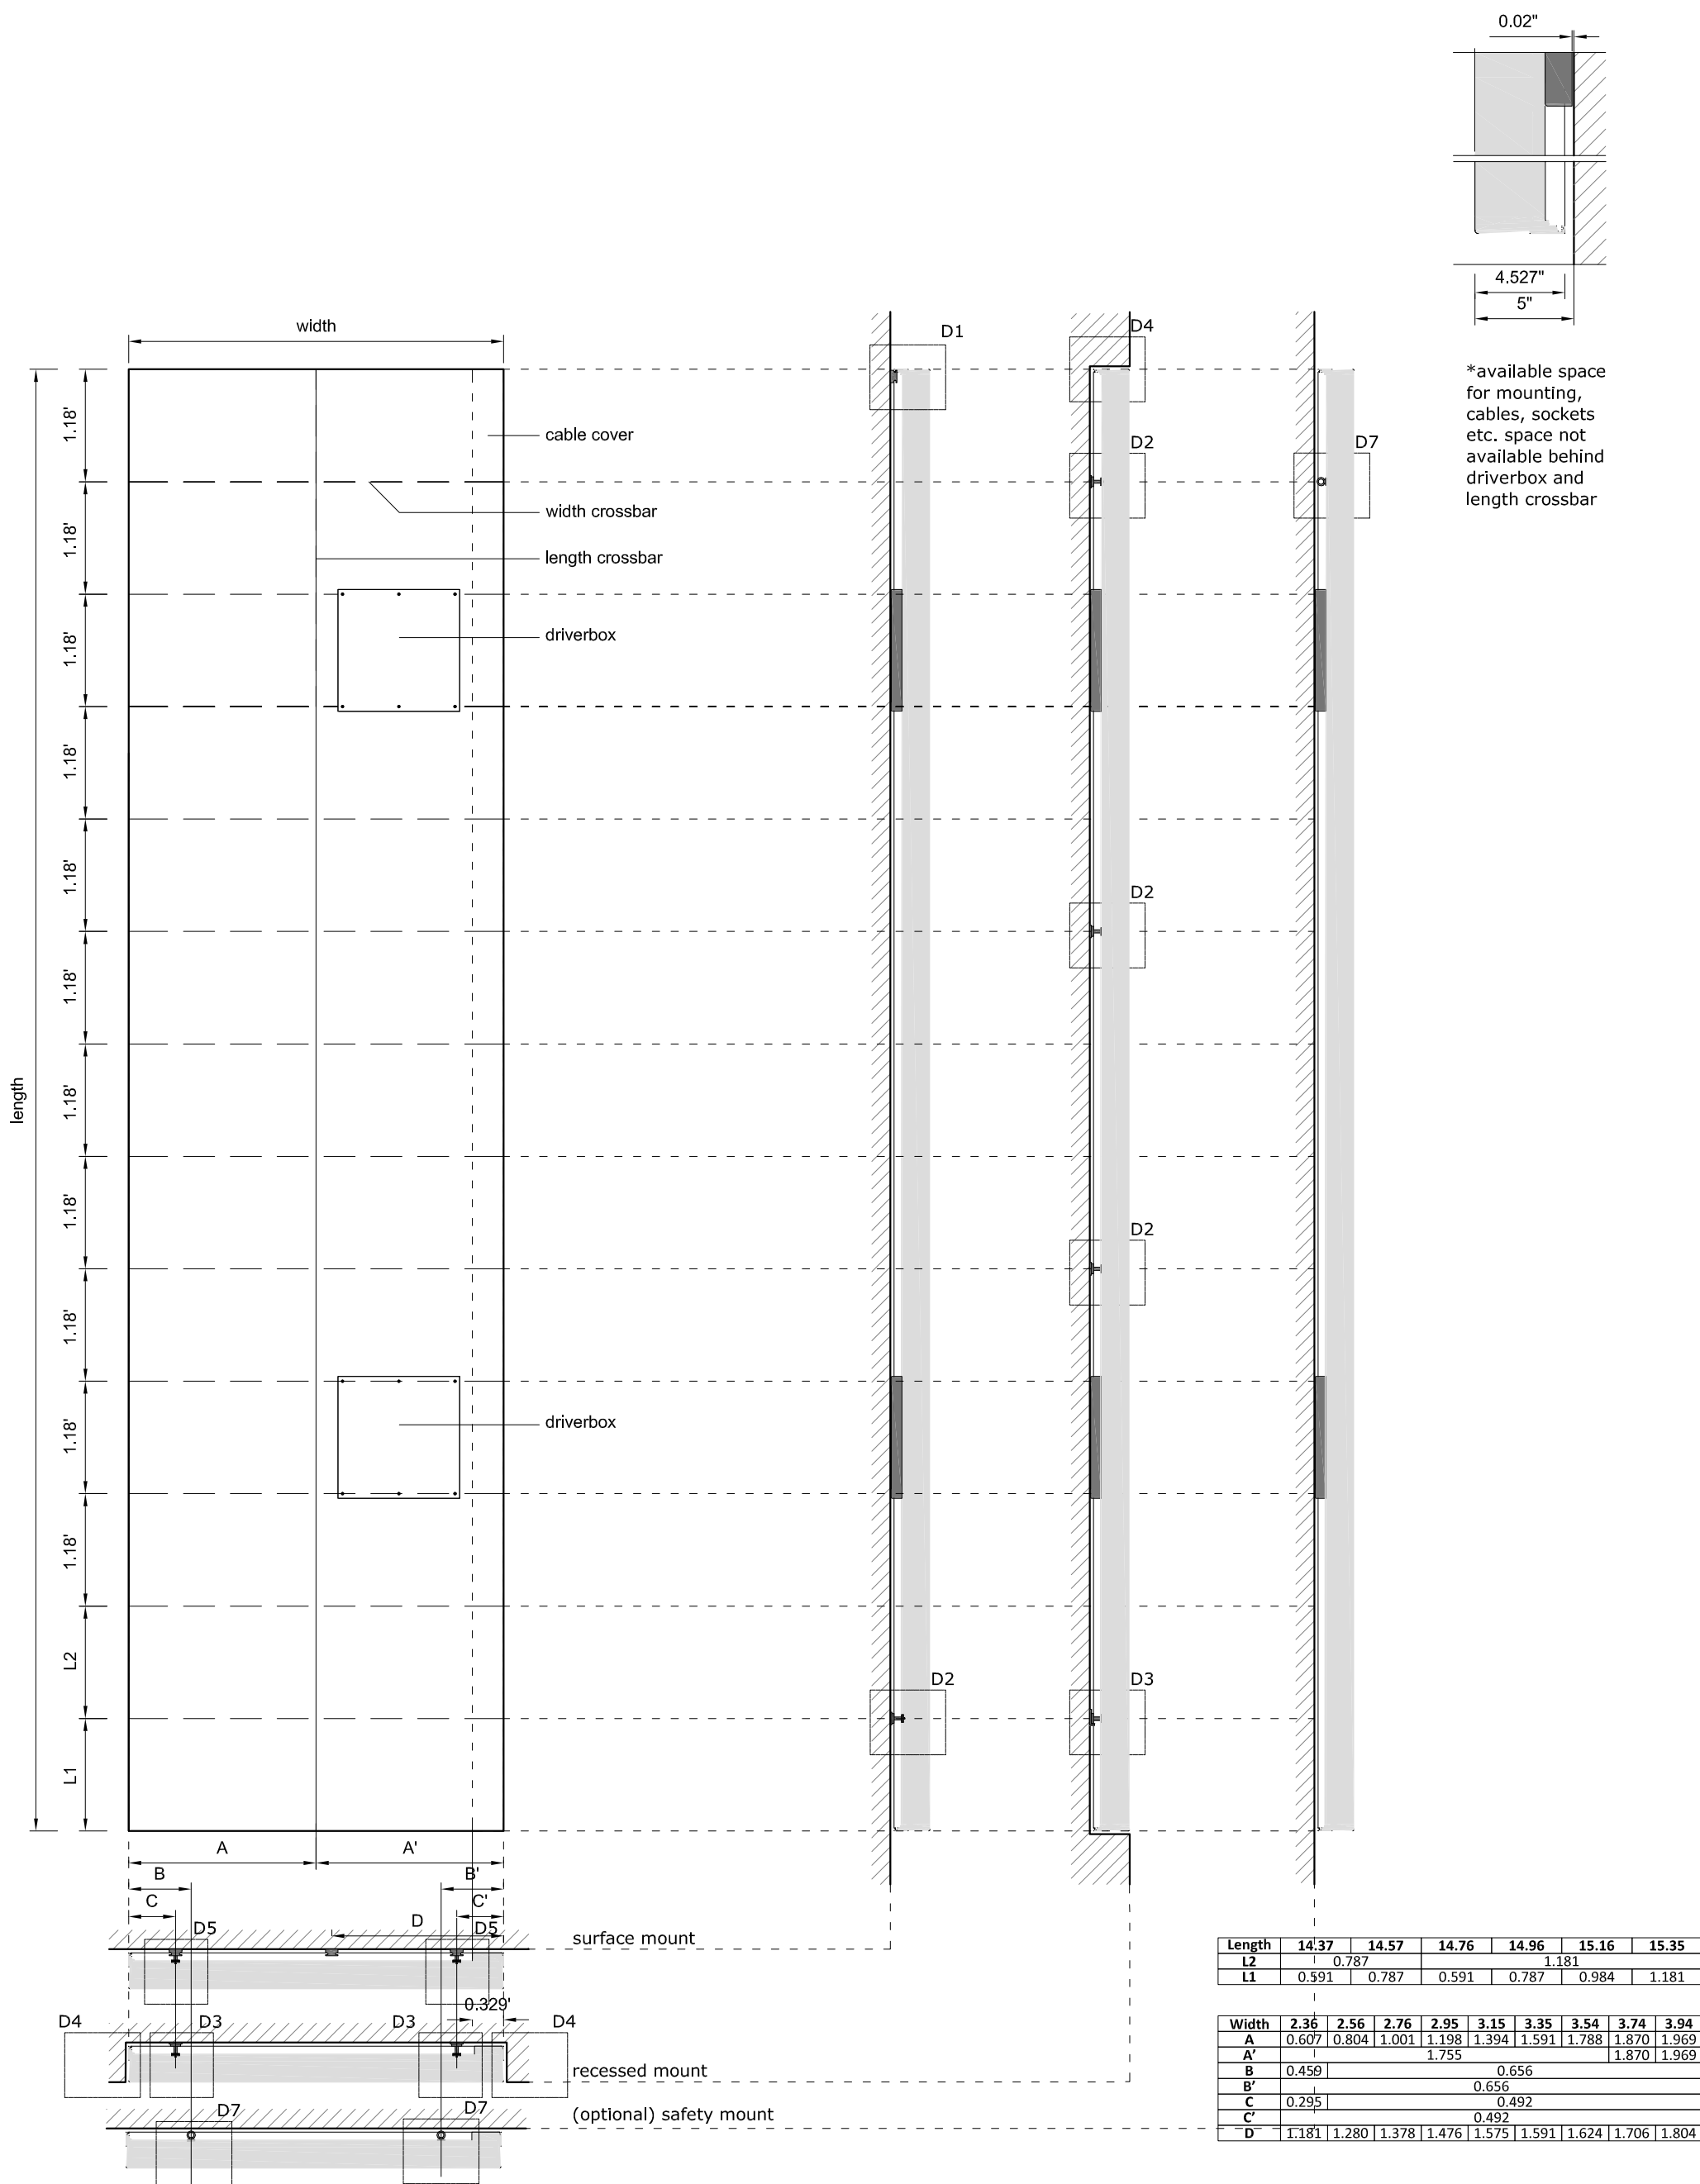 0.02"
4.527"
5"
*available space
for mounting,
cables, sockets
etc. space not
available behind
driverbox and
length crossbar
width
D1
D4
cable cover
D2
D7
width crossbar
length crossbar
driverbox
D2
D2
driverbox
D2
D3
length
1.18'
1.18'
1.18'
1.18'
1.18'
1.18'
1.18'
1.18'
1.18'
1.18'
1.18'
L2
L1
A
A'
B
B'
C
C'
D
D5
D5
surface mount
0.329'
D4
D3
D3
D4
recessed mount
D7
D7
(optional) safety mount
Length 14.37 14.57 14.76 14.96 15.16 15.35
L2 0.787 1.181
L1 0.591 0.787 0.591 0.787 0.984 1.181
Width 2.36 2.56 2.76 2.95 3.15 3.35 3.54 3.74 3.94
A 0.607 0.804 1.001 1.198 1.394 1.591 1.788 1.870 1.969
A’ 1.755 1.870 1.969
B 0.459 0.656
B’ 0.656
C 0.295 0.492
C’ 0.492
D 1.181 1.280 1.378 1.476 1.575 1.591 1.624 1.706 1.804